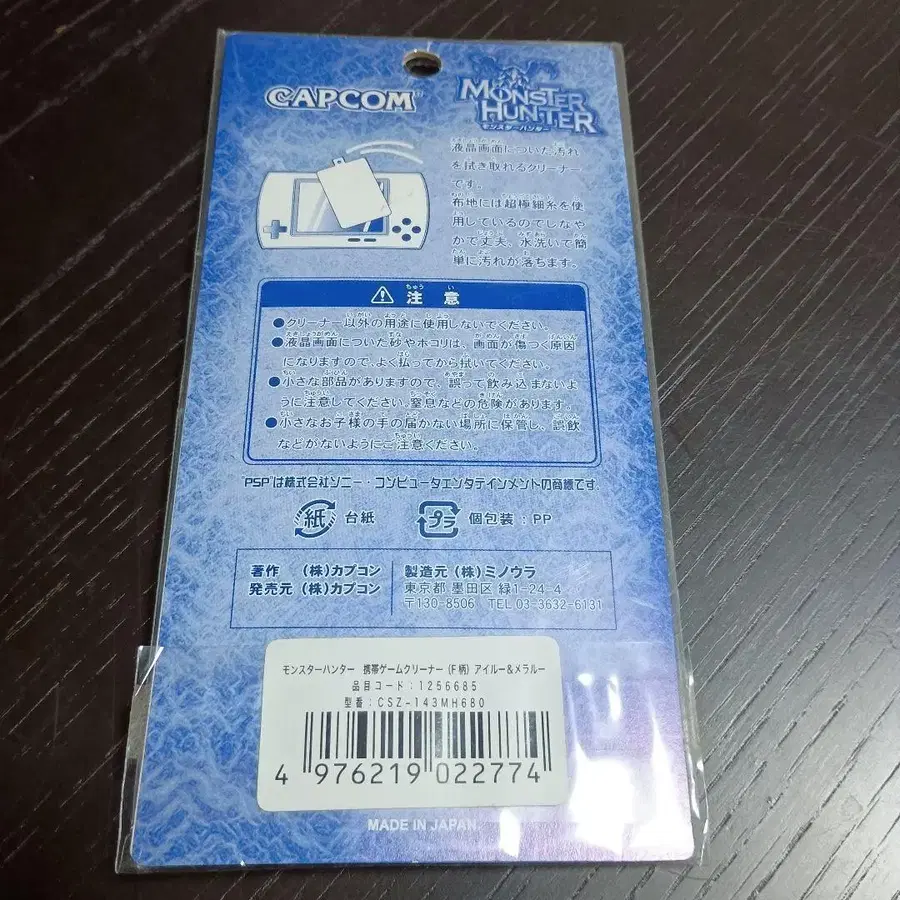 CAPCOM
MONSTER HUNTER
モンスターハンター
液晶画面についた汚れ
を拭き取れるクリーナー
です。
布地には超極細糸を使
用しているのでしなや
かで丈夫、水洗いで簡
単に汚れが落ちます。
⚠ 注意
●クリーナー以外の用途に使用しないでください。
●液晶画面についた砂やホコリは、画面が傷つく原因
になりますので、よく払ってから拭いてください。
●小さな部品がありますので、誤って飲み込まないよ
うに注意してください。窒息などの危険があります。
●小さなお子様の手の届かない場所に保管し、誤飲
などがないようにご注意ください。
"PSP"は株式会社ソニー・コンピュータエンタテインメントの商標です。
紙 台紙 プラ 個包装：PP
著作 (株)カプコン
発売元 (株)カプコン
製造元 (株)ミノウラ
東京都 墨田区 緑1-24-4
〒130-8506 TEL 03-3632-6131
モンスターハンター 携帯ゲームクリーナー (F柄) アイルー＆メラルー
品目コード：1256685
型番：CSZ-143MH680
4 976219 022774
MADE IN JAPAN